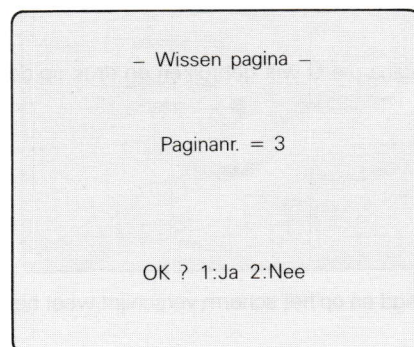 – Wissen pagina –
Paginanr. = 3
OK ? 1:Ja 2:Nee